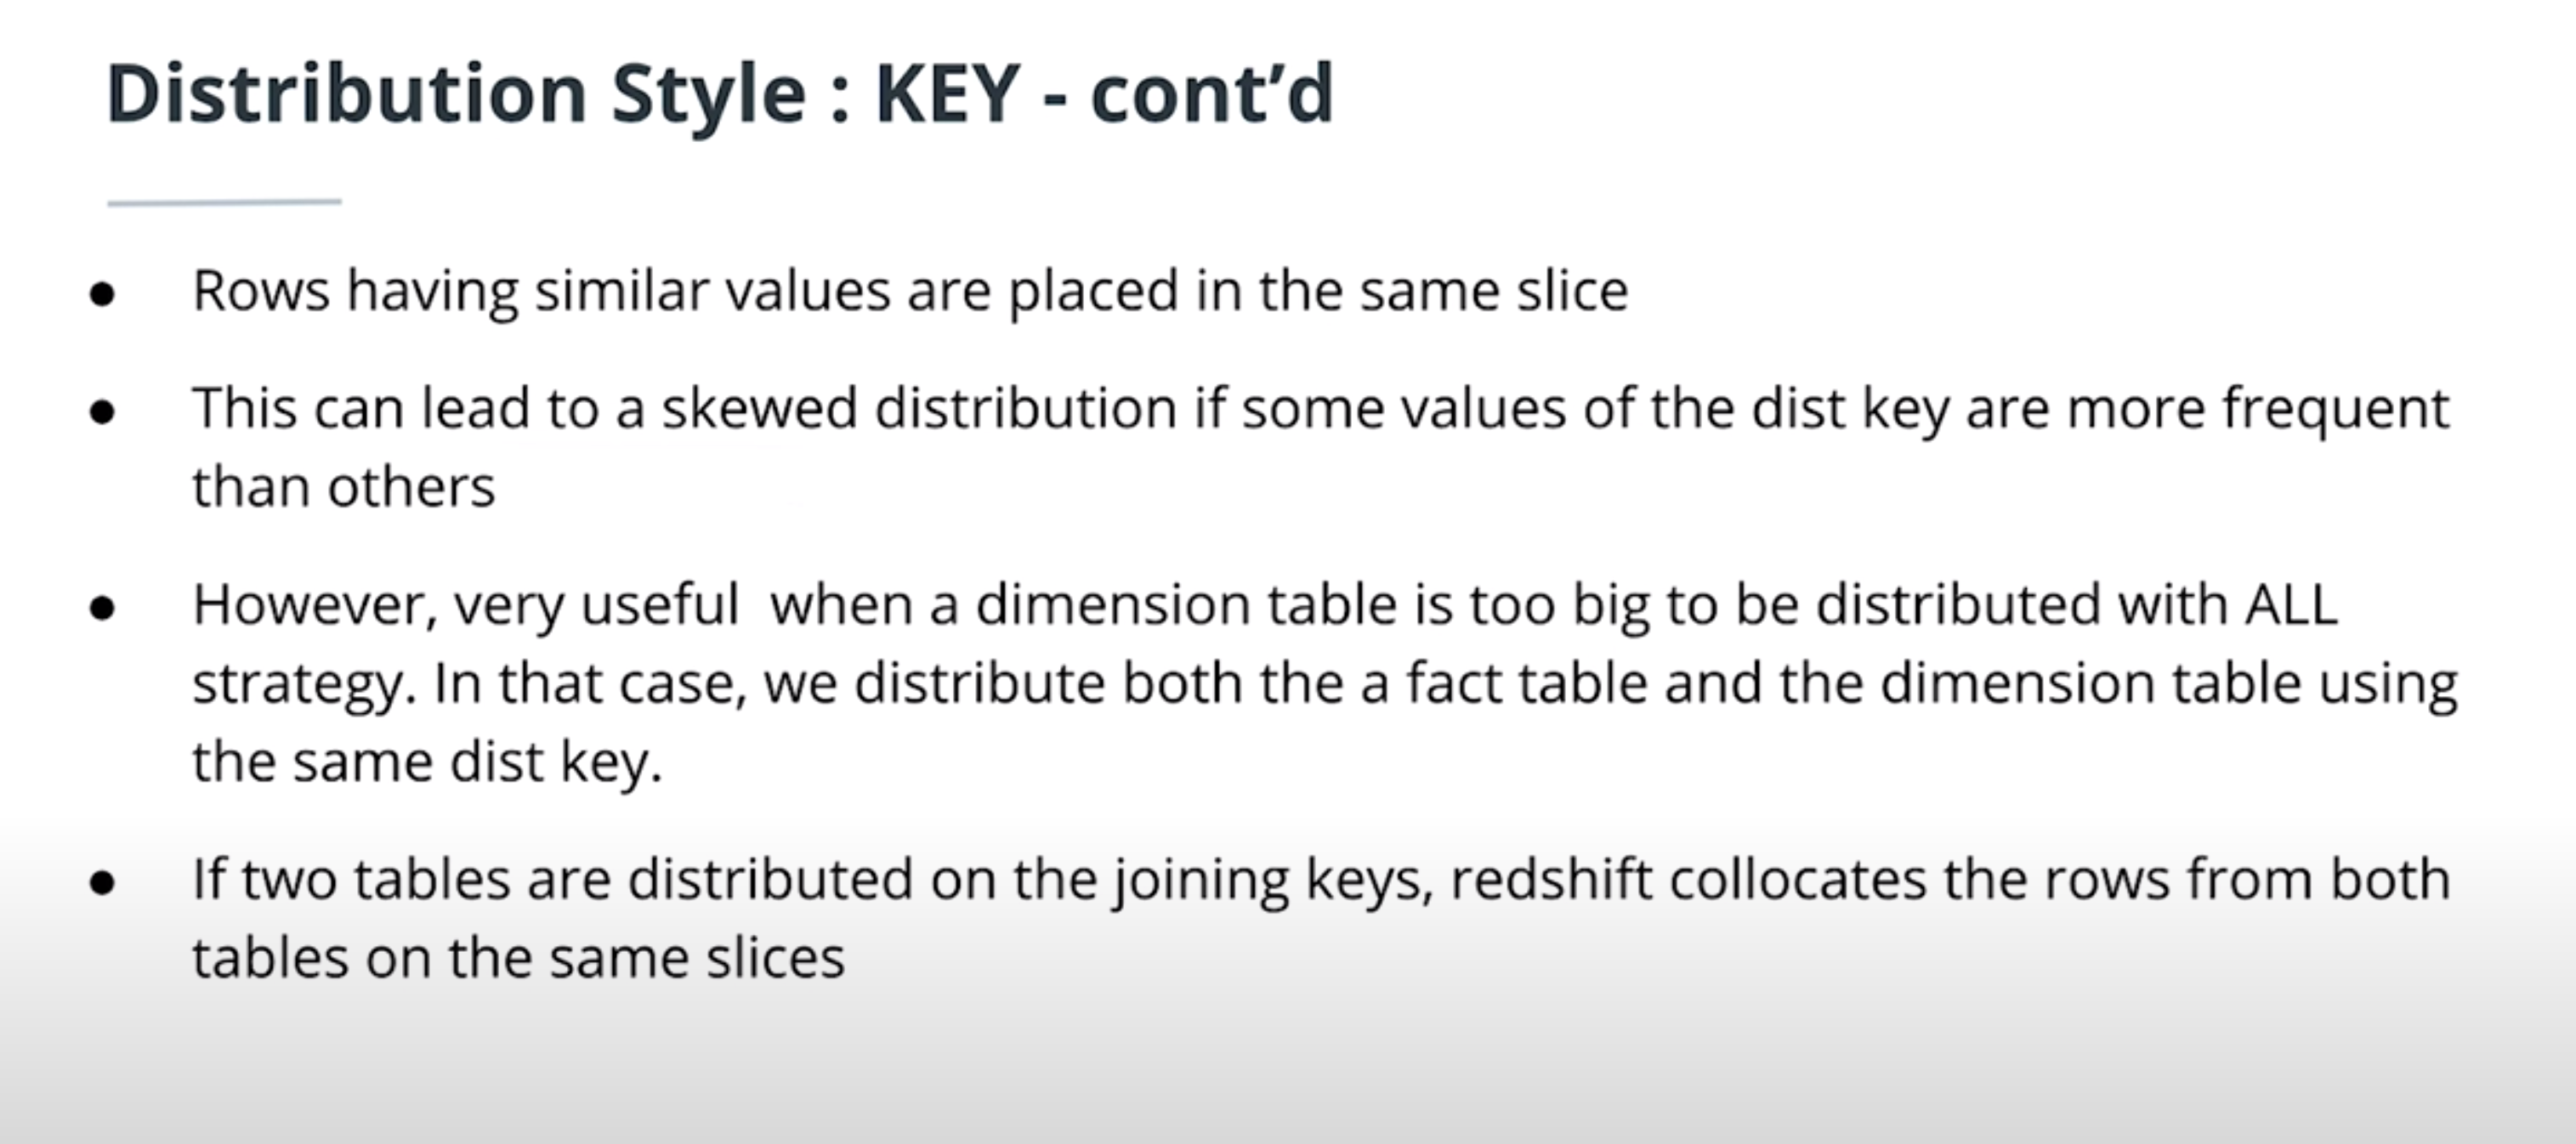 Distribution Style : KEY - cont’d
● Rows having similar values are placed in the same slice
● This can lead to a skewed distribution if some values of the dist key are more frequent
than others
● However, very useful  when a dimension table is too big to be distributed with ALL
strategy. In that case, we distribute both the a fact table and the dimension table using
the same dist key.
● If two tables are distributed on the joining keys, redshift collocates the rows from both
tables on the same slices